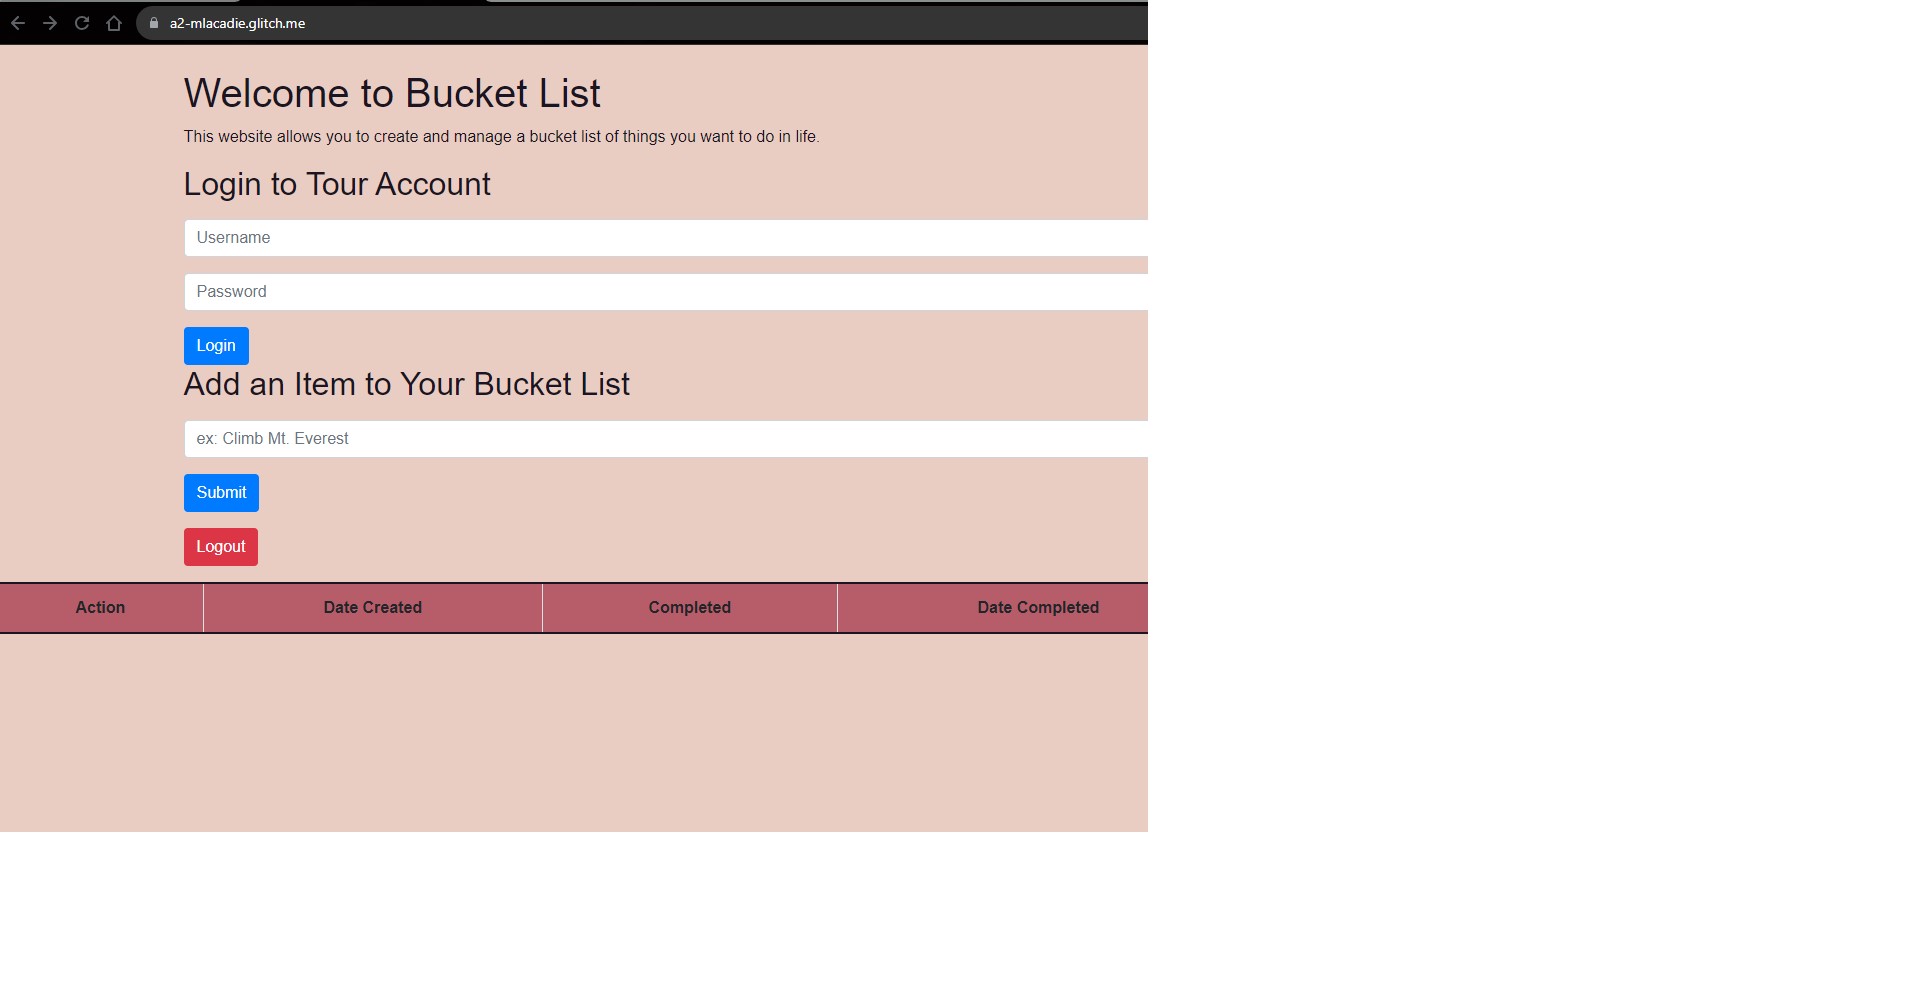 a2-mlacadie.glitch.me
Welcome to Bucket List
This website allows you to create and manage a bucket list of things you want to do in life.
Login to Tour Account
Username
Password
Login
Add an Item to Your Bucket List
ex: Climb Mt. Everest
Submit
Logout
Action Date Created Completed Date Completed